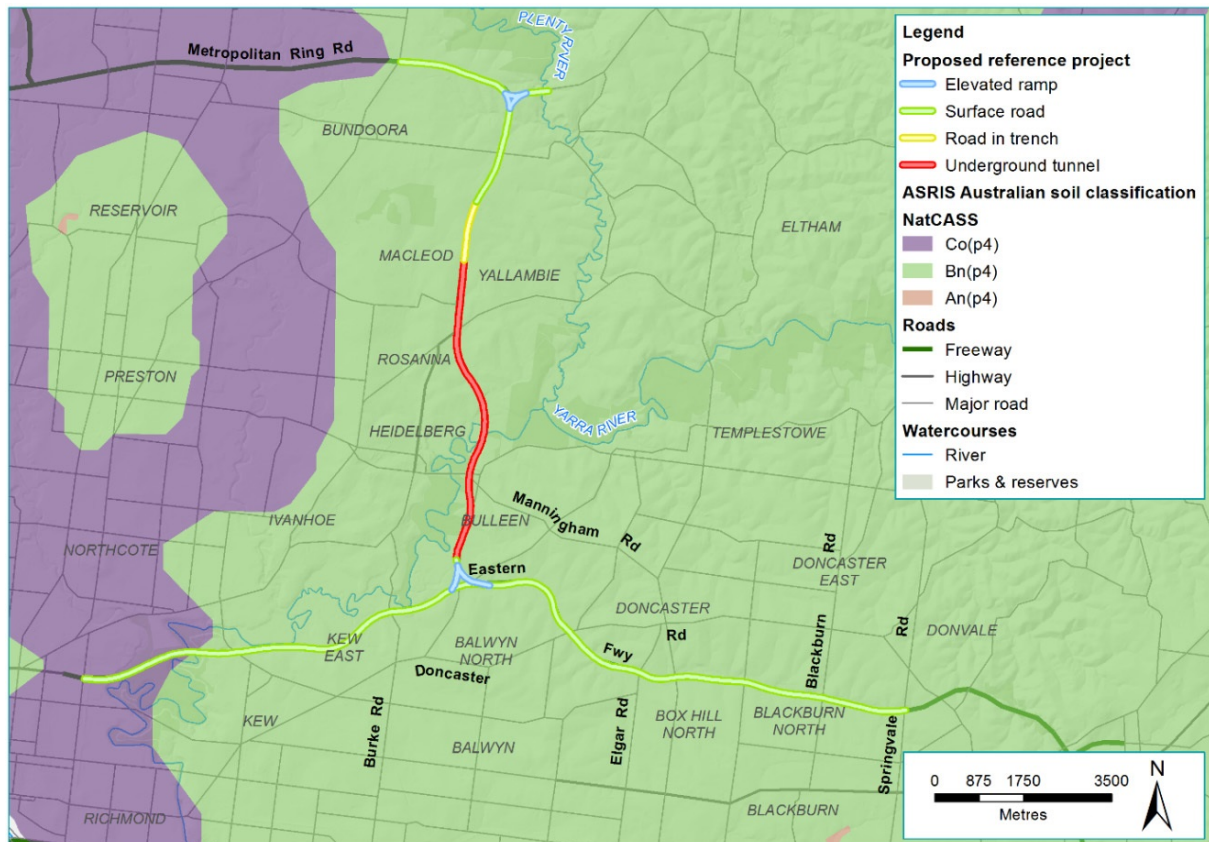 PLENTY RIVER
Metropolitan Ring Rd
BUNDOORA
RESERVOIR
ELTHAM
MACLEOD
YALLAMBIE
ROSANNA
PRESTON
YARRA RIVER
HEIDELBERG
TEMPLESTOWE
IVANHOE
BULLEEN
Manningham Rd
NORTHCOTE
Eastern
Rd
DONCASTER
EAST
DONCASTER
Rd
Rd
DONVALE
KEW
EAST
BALWYN
NORTH
Fwy
Blackburn
Doncaster
KEW
Burke Rd
BALWYN
Elgar Rd
BOX HILL
NORTH
BLACKBURN
NORTH
Springvale
RICHMOND
BLACKBURN
Legend
Proposed reference project
Elevated ramp
Surface road
Road in trench
Underground tunnel
ASRIS Australian soil classification
NatCASS
Co(p4)
Bn(p4)
An(p4)
Roads
Freeway
Highway
Major road
Watercourses
River
Parks & reserves
0 875 1750 3500
Metres
N